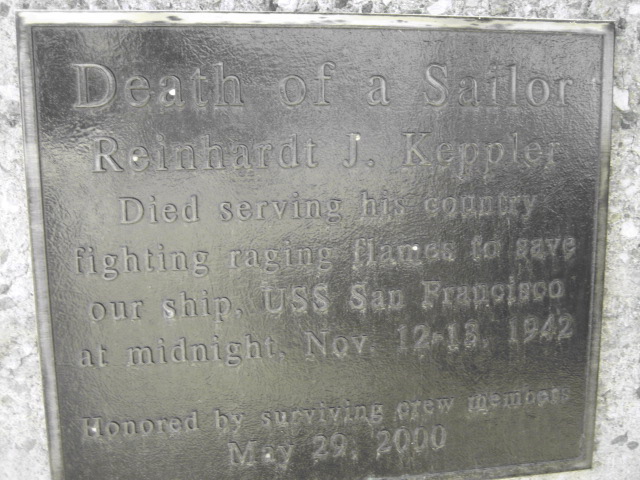 Death of a Sailor
Reinhardt J. Keppler
Died serving his country
fighting raging flames to save
our ship, USS San Francisco
at midnight, Nov. 12-13, 1942
Honored by surviving crew members
May 29, 2000